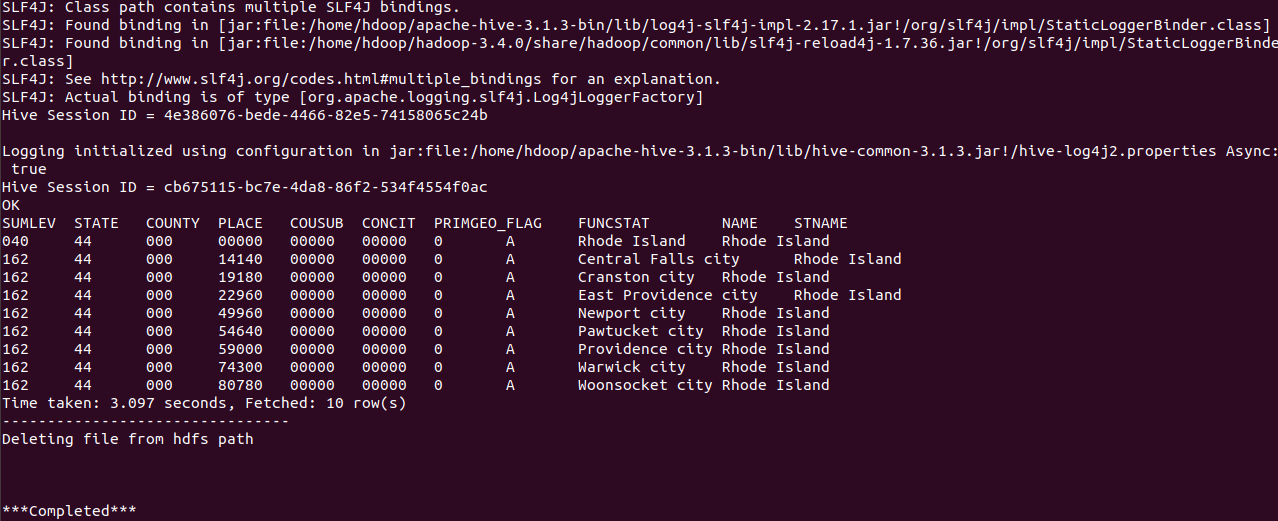 SLF4J: Class path contains multiple SLF4J bindings.
SLF4J: Found binding in [jar:file:/home/hdoop/apache-hive-3.1.3-bin/lib/log4j-slf4j-impl-2.17.1.jar!/org/slf4j/impl/StaticLoggerBinder.class]
SLF4J: Found binding in [jar:file:/home/hdoop/hadoop-3.4.0/share/hadoop/common/lib/slf4j-reload4j-1.7.36.jar!/org/slf4j/impl/StaticLoggerBinde
r.class]
SLF4J: See http://www.slf4j.org/codes.html#multiple_bindings for an explanation.
SLF4J: Actual binding is of type [org.apache.logging.slf4j.Log4jLoggerFactory]
Hive Session ID = 4e386076-bede-4466-82e5-74158065c24b
Logging initialized using configuration in jar:file:/home/hdoop/apache-hive-3.1.3-bin/lib/hive-common-3.1.3.jar!/hive-log4j2.properties Async:
 true
Hive Session ID = cb675115-bc7e-4da8-86f2-534f4554f0ac
OK
SUMLEV  STATE   COUNTY  PLACE   COUSUB  CONCIT  PRIMGEO_FLAG    FUNCSTAT        NAME    STNAME
040     44      000     00000   00000   00000   0       A       Rhode Island    Rhode Island
162     44      000     14140   00000   00000   0       A       Central Falls city      Rhode Island
162     44      000     19180   00000   00000   0       A       Cranston city   Rhode Island
162     44      000     22960   00000   00000   0       A       East Providence city    Rhode Island
162     44      000     49960   00000   00000   0       A       Newport city    Rhode Island
162     44      000     54640   00000   00000   0       A       Pawtucket city  Rhode Island
162     44      000     59000   00000   00000   0       A       Providence city Rhode Island
162     44      000     74300   00000   00000   0       A       Warwick city    Rhode Island
162     44      000     80780   00000   00000   0       A       Woonsocket city Rhode Island
Time taken: 3.097 seconds, Fetched: 10 row(s)
--------------------------------
Deleting file from hdfs path
***Completed***